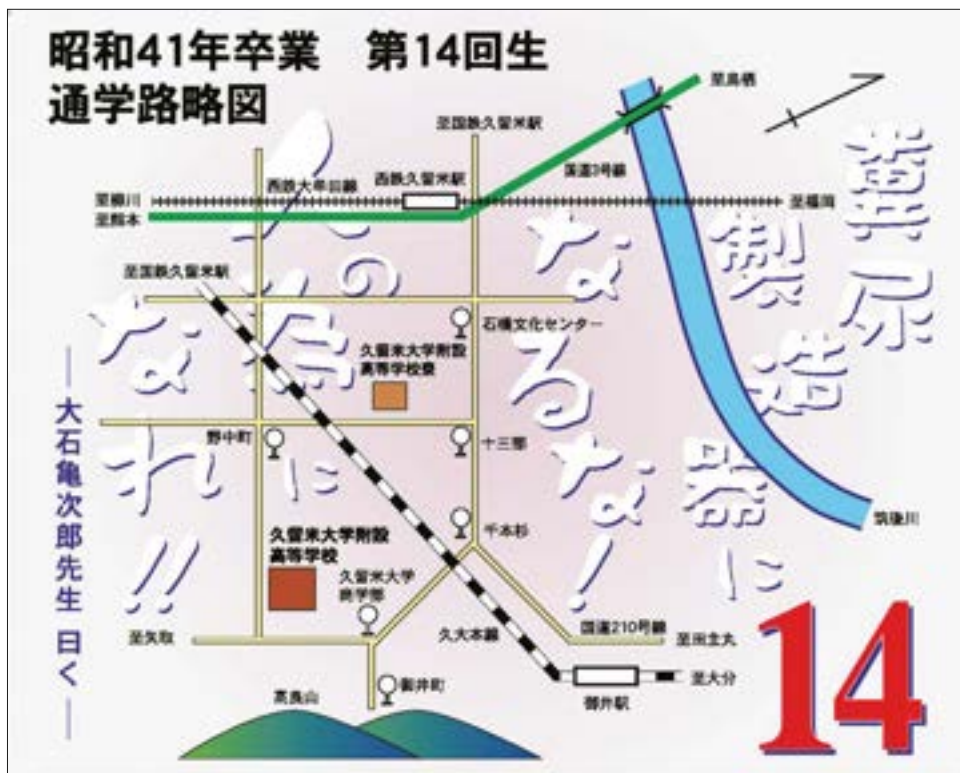 昭和41年卒業 第14回生
通学路略図
至鳥栖
至国鉄久留米駅
国道3号線
西鉄大牟田線
西鉄久留米駅
至柳川
至熊本
至福岡
至国鉄久留米駅
石橋文化センター
久留米大学附設
高等学校寮
野中町
十三部
千本杉
筑後川
久留米大学附設
高等学校
久留米大学
商学部
至矢取
久大本線
国道210号線
至田主丸
至大分
御井駅
御井町
高良山
糞尿
製造
器に
なる
な!
人の
為に
なれ!!
―大石亀次郎先生 曰く―
14